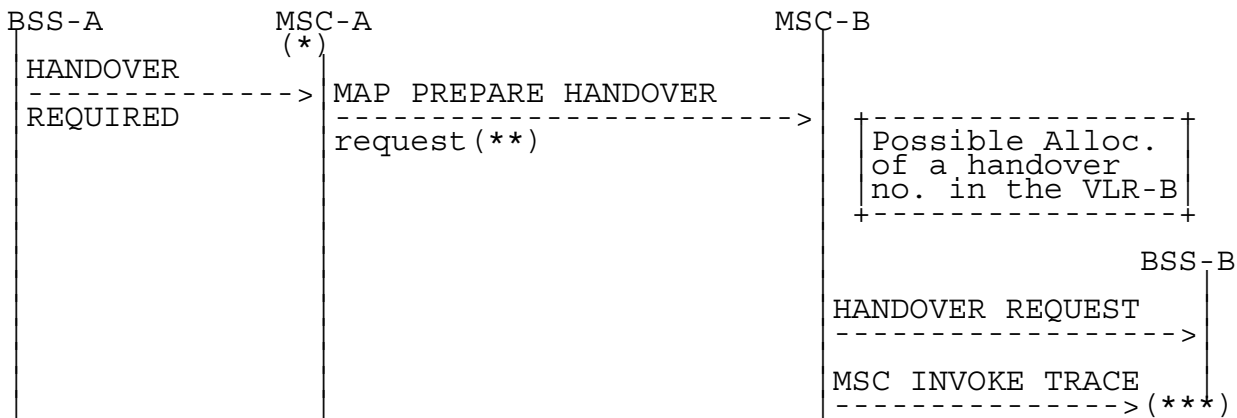 BSS-A MSC-A MSC-B
(*)
HANDOVER
REQUIRED
MAP PREPARE HANDOVER
request(**)
Possible Alloc.
of a handover
no. in the VLR-B
BSS-B
HANDOVER REQUEST
MSC INVOKE TRACE
(***)